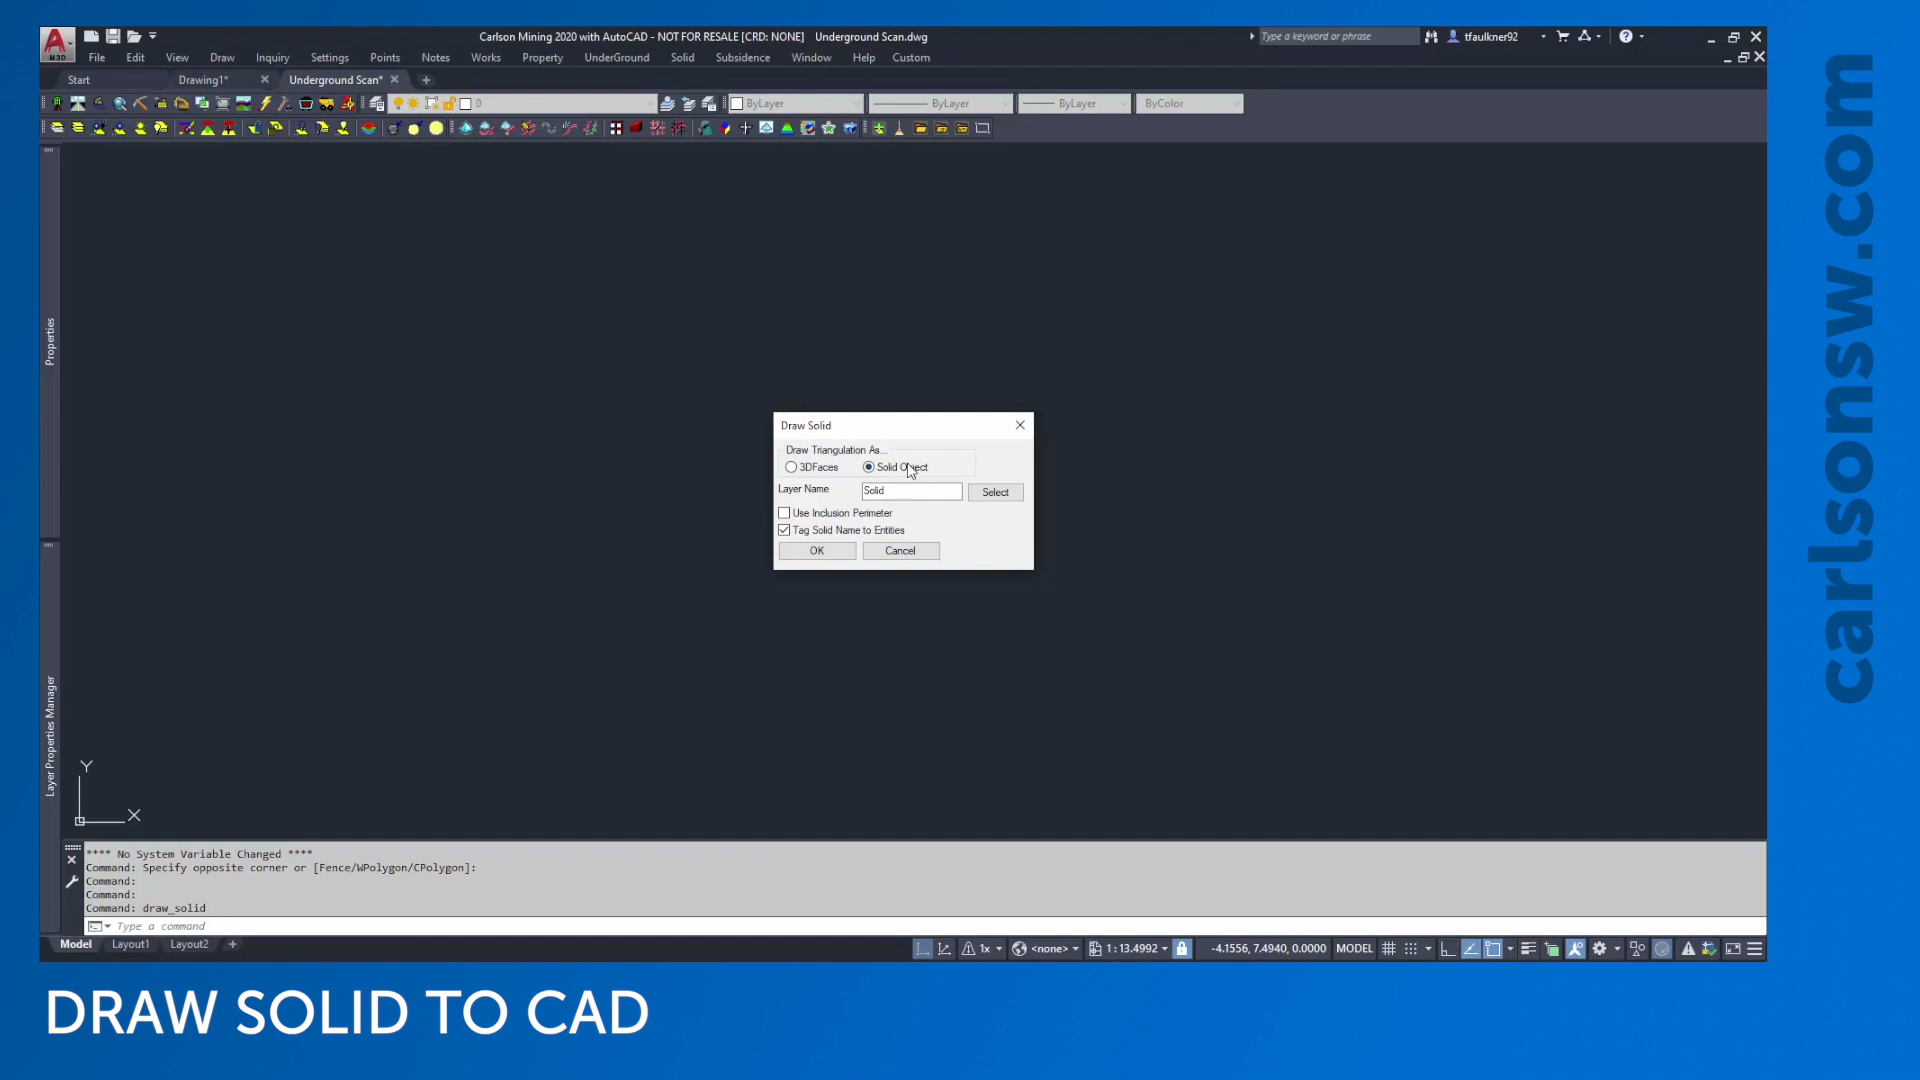 Carlson Mining 2020 with AutoCAD - NOT FOR RESALE [CRD: NONE] Underground Scan.dwg
Type a keyword or phrase
tfaulkner92
M3D
File Edit View Draw Inquiry Settings Points Notes Works Property UnderGround Solid Subsidence Window Help Custom
Start Drawing1* Underground Scan*
0 ByLayer ByLayer ByLayer ByColor
Properties
Layer Properties Manager
Draw Solid
Draw Triangulation As...
3DFaces Solid Object
Layer Name Solid Select
Use Inclusion Perimeter
Tag Solid Name to Entities
OK Cancel
Y
X
**** No System Variable Changed ****
Command: Specify opposite corner or [Fence/WPolygon/CPolygon]:
Command:
Command:
Command: draw_solid
Type a command
Model Layout1 Layout2 +
1x <none> 1:13.4992 -4.1556, 7.4940, 0.0000 MODEL
DRAW SOLID TO CAD
carlsonsw.com